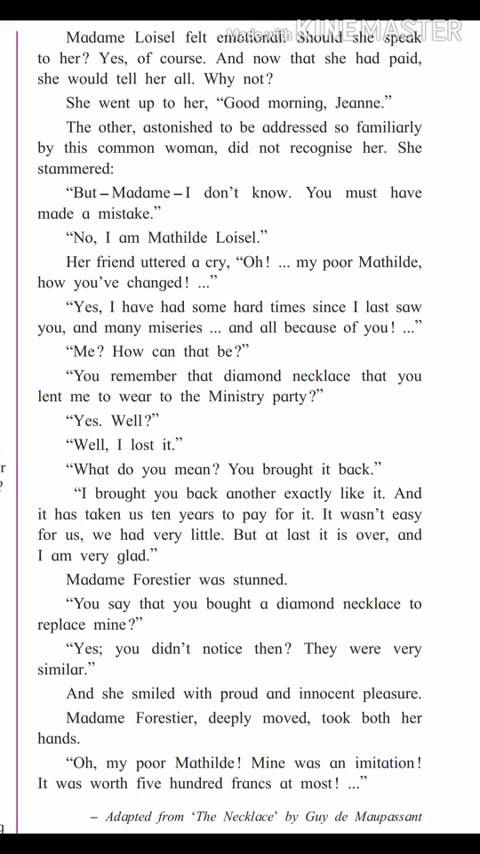 Made with KINEMASTER
Madame Loisel felt emotional. Should she speak
to her? Yes, of course. And now that she had paid,
she would tell her all. Why not?
She went up to her, “Good morning, Jeanne.”
The other, astonished to be addressed so familiarly
by this common woman, did not recognise her. She
stammered:
“But – Madame – I don’t know. You must have
made a mistake.”
“No, I am Mathilde Loisel.”
Her friend uttered a cry, “Oh! ... my poor Mathilde,
how you’ve changed! ...”
“Yes, I have had some hard times since I last saw
you, and many miseries ... and all because of you! ...”
“Me? How can that be?”
“You remember that diamond necklace that you
lent me to wear to the Ministry party?”
“Yes. Well?”
“Well, I lost it.”
“What do you mean? You brought it back.”
“I brought you back another exactly like it. And
it has taken us ten years to pay for it. It wasn’t easy
for us, we had very little. But at last it is over, and
I am very glad.”
Madame Forestier was stunned.
“You say that you bought a diamond necklace to
replace mine?”
“Yes; you didn’t notice then? They were very
similar.”
And she smiled with proud and innocent pleasure.
Madame Forestier, deeply moved, took both her
hands.
“Oh, my poor Mathilde! Mine was an imitation!
It was worth five hundred francs at most! ...”
– Adapted from ‘The Necklace’ by Guy de Maupassant